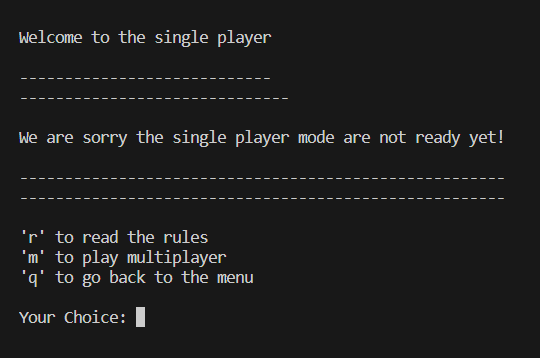 Welcome to the single player
----------------------------
------------------------------
We are sorry the single player mode are not ready yet!
------------------------------------------------------
------------------------------------------------------
'r' to read the rules
'm' to play multiplayer
'q' to go back to the menu
Your Choice: